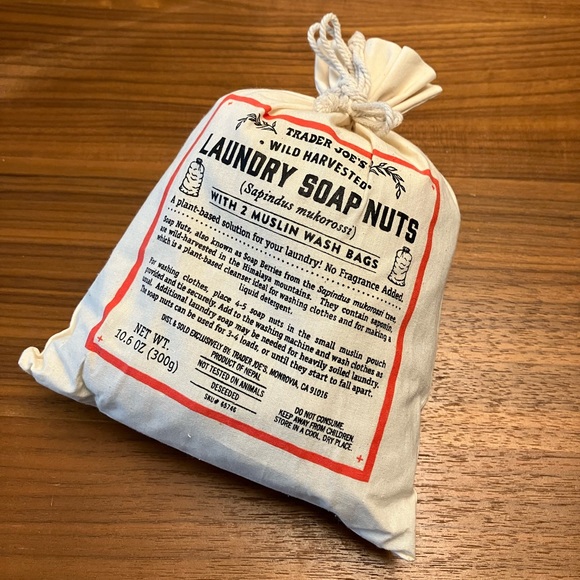 TRADER JOE'S
• WILD HARVESTED •
LAUNDRY SOAP NUTS
(Sapindus mukorossi)
WITH 2 MUSLIN WASH BAGS
A plant-based solution for your laundry! No Fragrance Added.
Soap Nuts, also known as Soap Berries from the Sapindus mukorossi tree,
are wild-harvested in the Himalaya mountains. They contain saponin,
which is a plant-based cleanser ideal for washing clothes and for making a
liquid detergent.
For washing clothes, place 4-5 soap nuts in the small muslin pouch
provided and tie securely. Add to the washing machine and wash clothes as
usual. Additional laundry soap may be needed for heavily soiled laundry.
The soap nuts can be used for 3-4 loads, or until they start to fall apart.
NET WT.
10.6 OZ (300g)
DIST. & SOLD EXCLUSIVELY BY: TRADER JOE'S, MONROVIA, CA 91016
PRODUCT OF NEPAL
NOT TESTED ON ANIMALS
DESEEDED
SKU# 65746
DO NOT CONSUME.
KEEP AWAY FROM CHILDREN.
STORE IN A COOL, DRY PLACE.